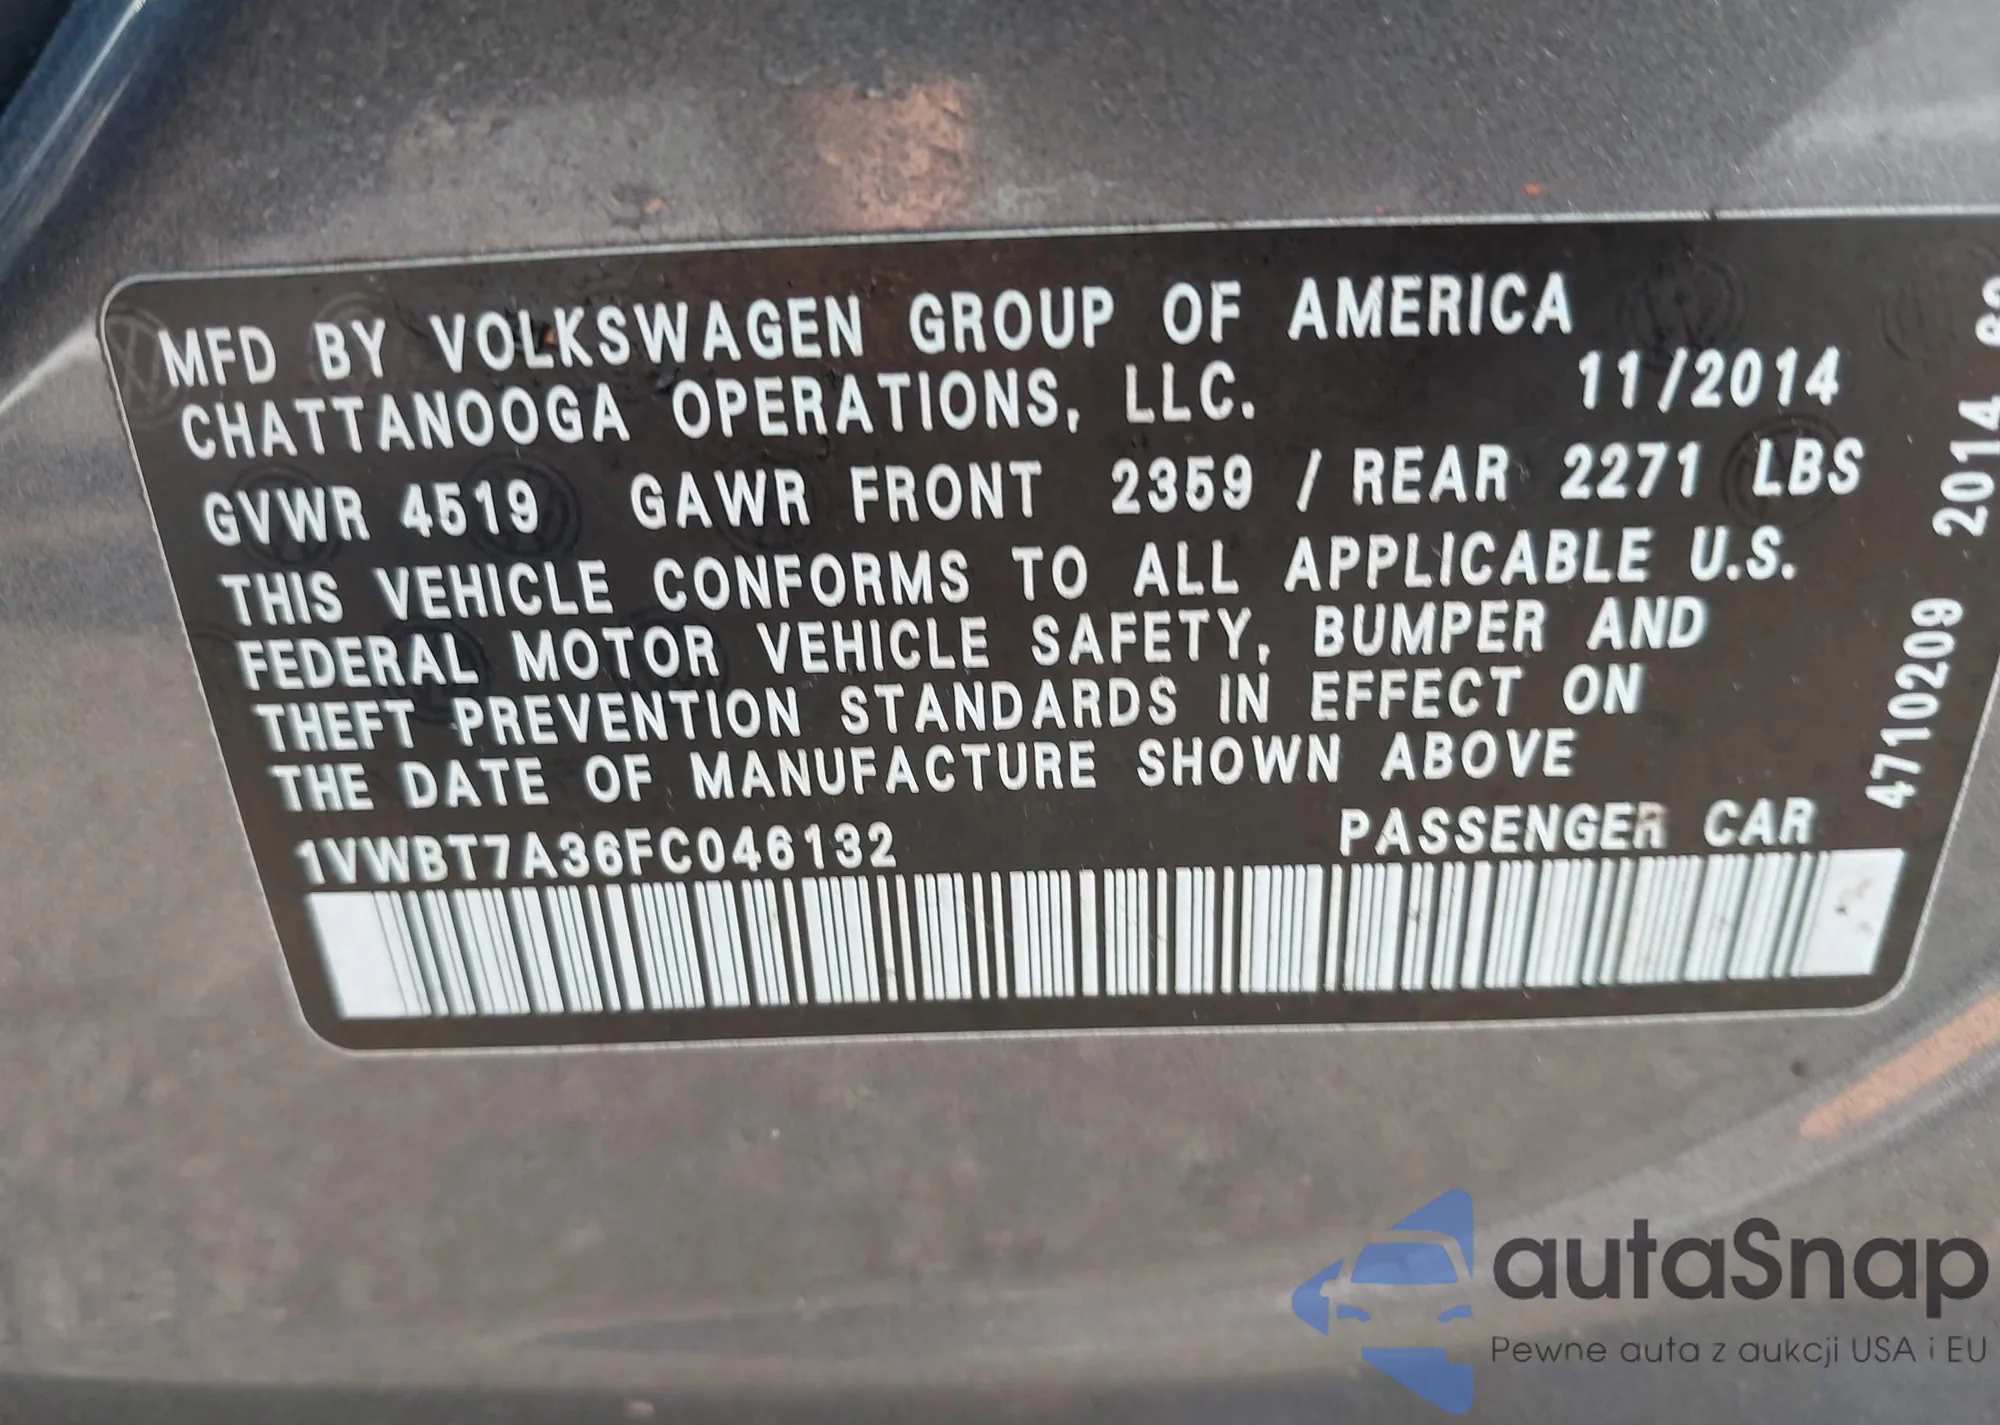 MFD BY VOLKSWAGEN GROUP OF AMERICA
CHATTANOOGA OPERATIONS, LLC. 11/2014
GVWR 4519 GAWR FRONT 2359 / REAR 2271 LBS
THIS VEHICLE CONFORMS TO ALL APPLICABLE U.S.
FEDERAL MOTOR VEHICLE SAFETY, BUMPER AND
THEFT PREVENTION STANDARDS IN EFFECT ON
THE DATE OF MANUFACTURE SHOWN ABOVE
1VWBT7A36FC046132 PASSENGER CAR
4710209 2014
autaSnap
Pewne auta z aukcji USA i EU